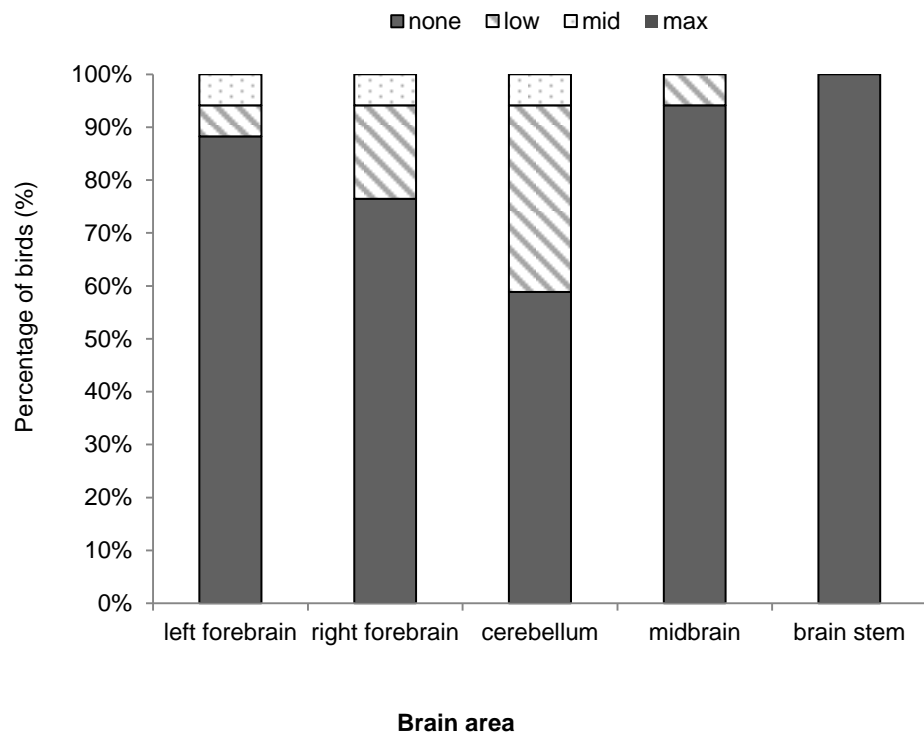 none low mid max
100%
90%
80%
70%
60%
50%
40%
30%
20%
10%
0%
Percentage of birds (%)
left forebrain right forebrain cerebellum midbrain brain stem
Brain area